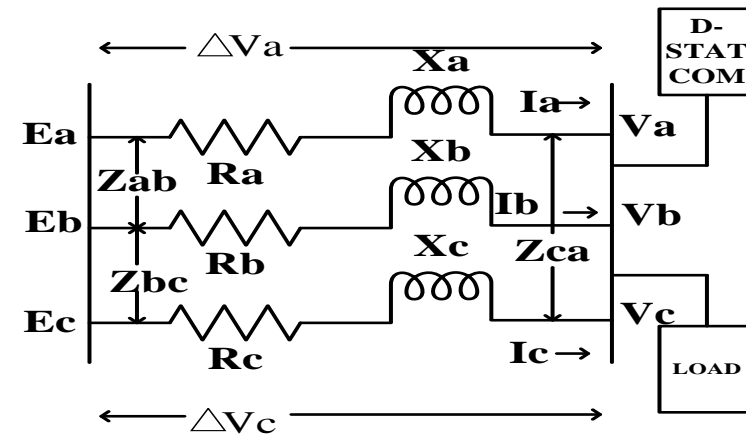 △Va
D-
STAT
COM
Xa
Ia
Ea
Va
Ra
Xb
Zab
Ib
Eb
Vb
Rb
Xc
Zca
Zbc
Ec
Vc
Rc
Ic
LOAD
△Vc